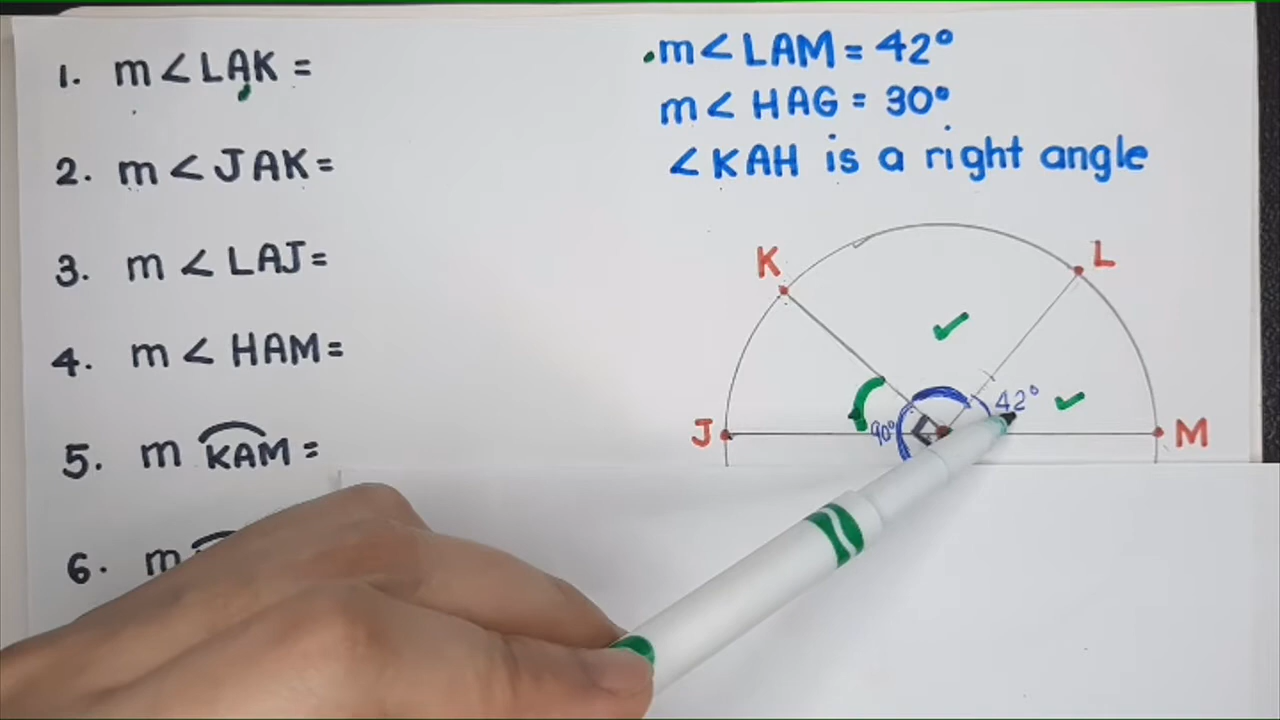 1. m∠LAK =
2. m∠JAK=
3. m∠LAJ=
4. m∠HAM=
5. m KAM =
6. m
m∠LAM = 42°
m∠HAG = 30°
∠KAH is a right angle
K
L
42°
90°
J
M